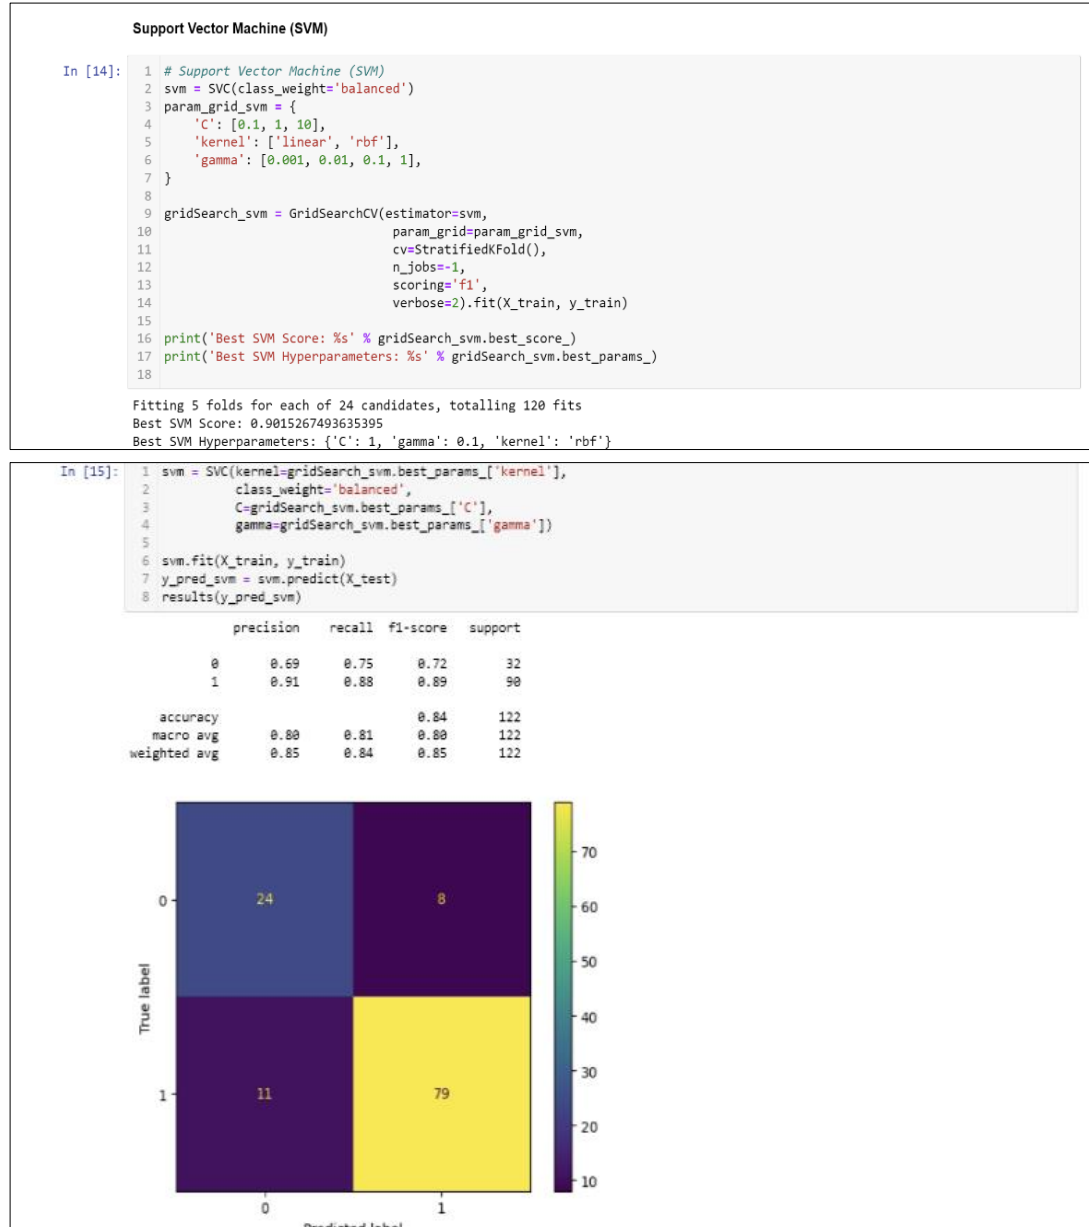 Support Vector Machine (SVM)
In [14]:
1 # Support Vector Machine (SVM)
2 svm = SVC(class_weight='balanced')
3 param_grid_svm = {
4     'C': [0.1, 1, 10],
5     'kernel': ['linear', 'rbf'],
6     'gamma': [0.001, 0.01, 0.1, 1],
7 }
8
9 gridSearch_svm = GridSearchCV(estimator=svm,
10                               param_grid=param_grid_svm,
11                               cv=StratifiedKFold(),
12                               n_jobs=-1,
13                               scoring='f1',
14                               verbose=2).fit(X_train, y_train)
15
16 print('Best SVM Score: %s' % gridSearch_svm.best_score_)
17 print('Best SVM Hyperparameters: %s' % gridSearch_svm.best_params_)
18
Fitting 5 folds for each of 24 candidates, totalling 120 fits
Best SVM Score: 0.9015267493635395
Best SVM Hyperparameters: {'C': 1, 'gamma': 0.1, 'kernel': 'rbf'}
In [15]:
1 svm = SVC(kernel=gridSearch_svm.best_params_['kernel'],
2           class_weight='balanced',
3           C=gridSearch_svm.best_params_['C'],
4           gamma=gridSearch_svm.best_params_['gamma'])
5
6 svm.fit(X_train, y_train)
7 y_pred_svm = svm.predict(X_test)
8 results(y_pred_svm)
precision recall f1-score support
0 0.69 0.75 0.72 32
1 0.91 0.88 0.89 90
accuracy 0.84 122
macro avg 0.80 0.81 0.80 122
weighted avg 0.85 0.84 0.85 122
70
0 24 8
60
50
True label
40
30
1 11 79
20
10
0 1
Predicted label